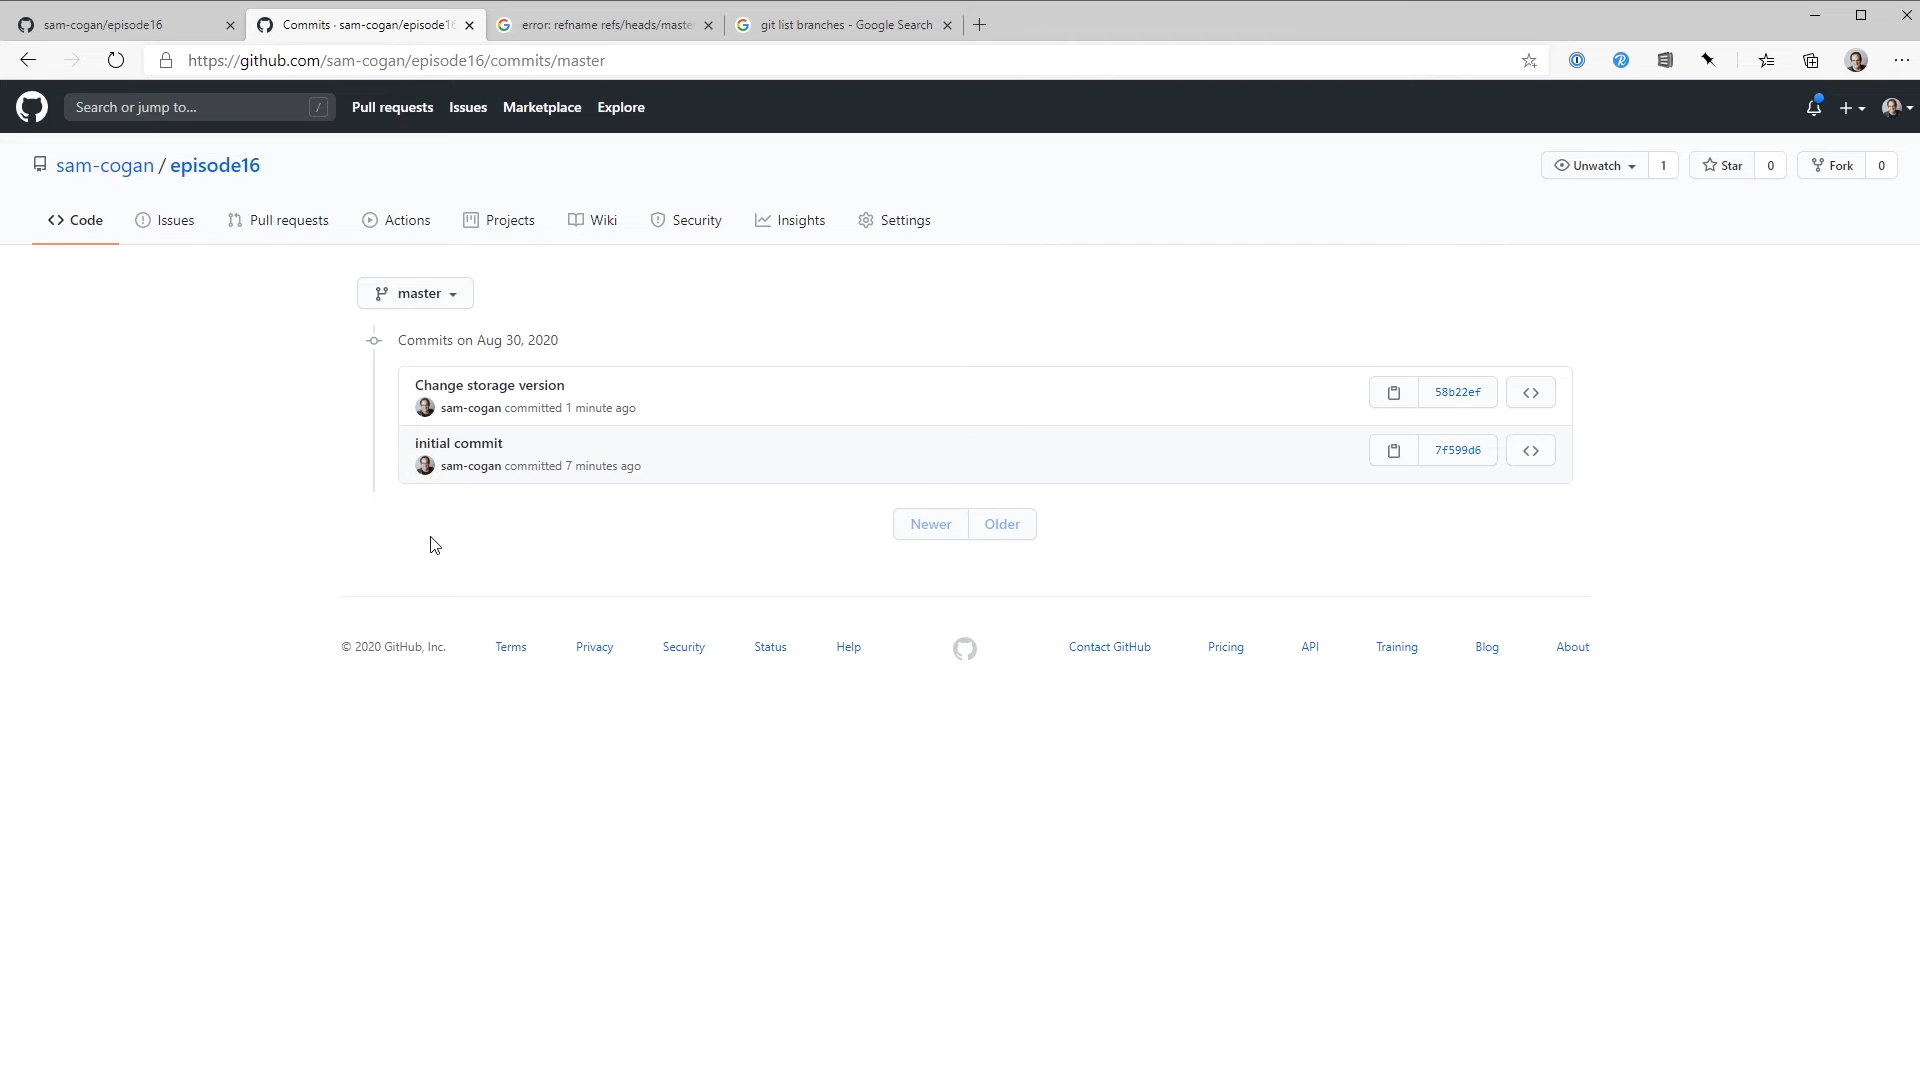 sam-cogan/episode16
Commits · sam-cogan/episode16
error: refname refs/heads/maste
git list branches - Google Search
https://github.com/sam-cogan/episode16/commits/master
Search or jump to...
/
Pull requests
Issues
Marketplace
Explore
sam-cogan / episode16
Unwatch 1
Star 0
Fork 0
Code
Issues
Pull requests
Actions
Projects
Wiki
Security
Insights
Settings
master
Commits on Aug 30, 2020
Change storage version
sam-cogan committed 1 minute ago
58b22ef
initial commit
sam-cogan committed 7 minutes ago
7f599d6
Newer
Older
© 2020 GitHub, Inc.
Terms
Privacy
Security
Status
Help
Contact GitHub
Pricing
API
Training
Blog
About